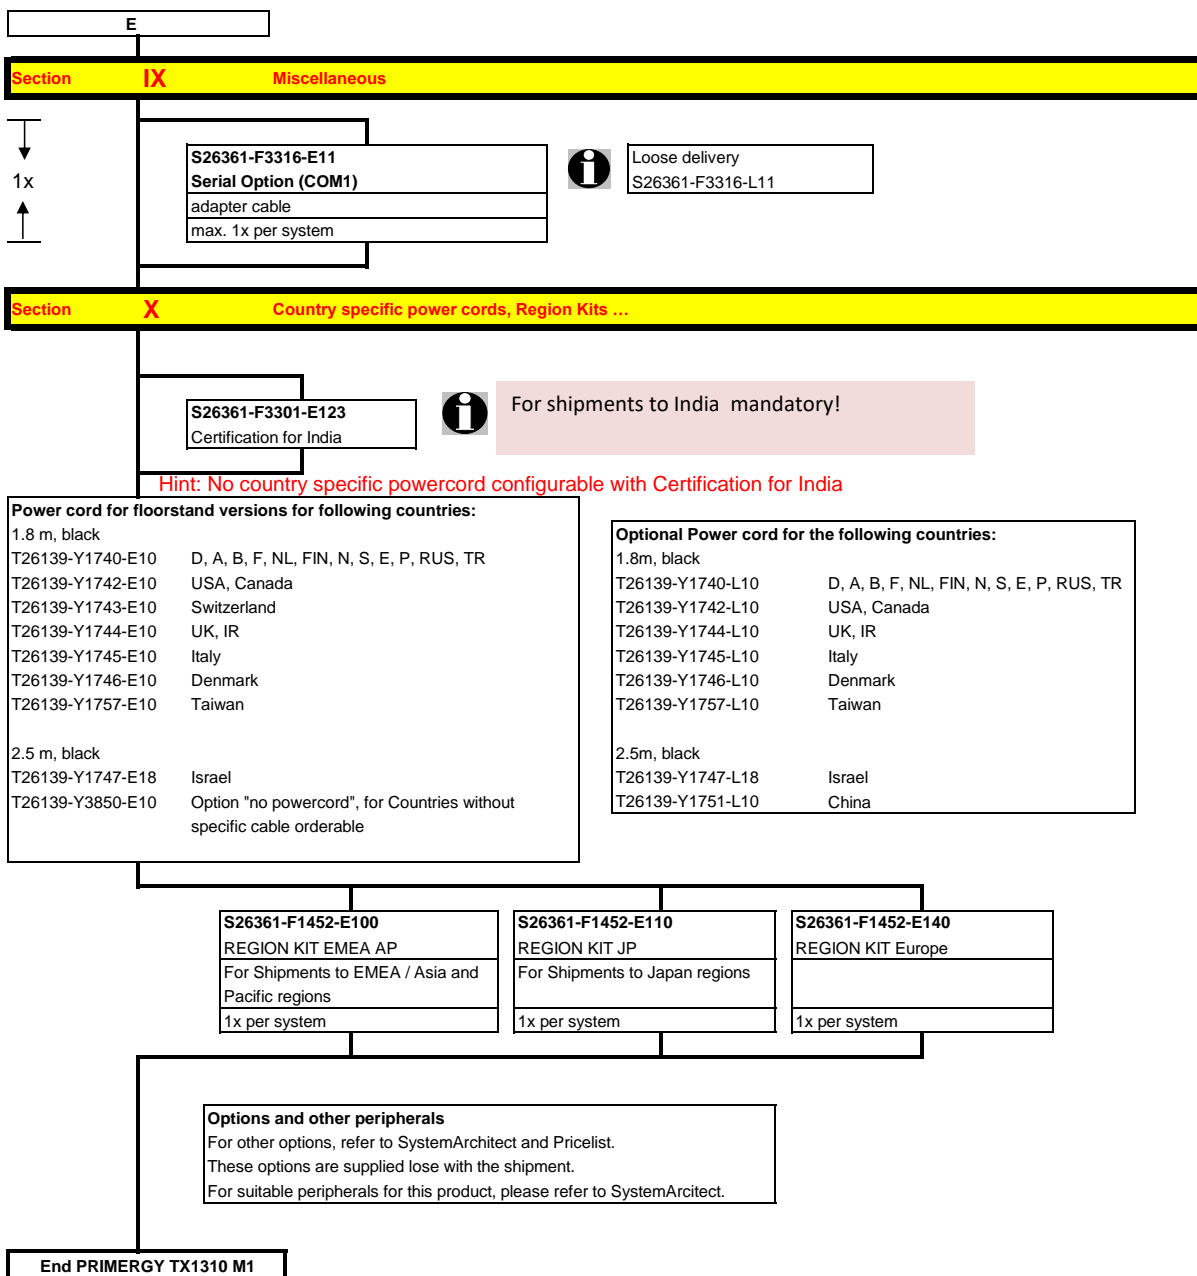 E
Section IX Miscellaneous
1x
S26361-F3316-E11
Serial Option (COM1)
adapter cable
max. 1x per system
Loose delivery
S26361-F3316-L11
Section X Country specific power cords, Region Kits …
S26361-F3301-E123
Certification for India
For shipments to India mandatory!
Hint: No country specific powercord configurable with Certification for India
Power cord for floorstand versions for following countries:
1.8 m, black
T26139-Y1740-E10 D, A, B, F, NL, FIN, N, S, E, P, RUS, TR
T26139-Y1742-E10 USA, Canada
T26139-Y1743-E10 Switzerland
T26139-Y1744-E10 UK, IR
T26139-Y1745-E10 Italy
T26139-Y1746-E10 Denmark
T26139-Y1757-E10 Taiwan
2.5 m, black
T26139-Y1747-E18 Israel
T26139-Y3850-E10 Option "no powercord", for Countries without
specific cable orderable
Optional Power cord for the following countries:
1.8m, black
T26139-Y1740-L10 D, A, B, F, NL, FIN, N, S, E, P, RUS, TR
T26139-Y1742-L10 USA, Canada
T26139-Y1744-L10 UK, IR
T26139-Y1745-L10 Italy
T26139-Y1746-L10 Denmark
T26139-Y1757-L10 Taiwan
2.5m, black
T26139-Y1747-L18 Israel
T26139-Y1751-L10 China
S26361-F1452-E100
REGION KIT EMEA AP
For Shipments to EMEA / Asia and
Pacific regions
1x per system
S26361-F1452-E110
REGION KIT JP
For Shipments to Japan regions
1x per system
S26361-F1452-E140
REGION KIT Europe
1x per system
Options and other peripherals
For other options, refer to SystemArchitect and Pricelist.
These options are supplied lose with the shipment.
For suitable peripherals for this product, please refer to SystemArcitect.
End PRIMERGY TX1310 M1